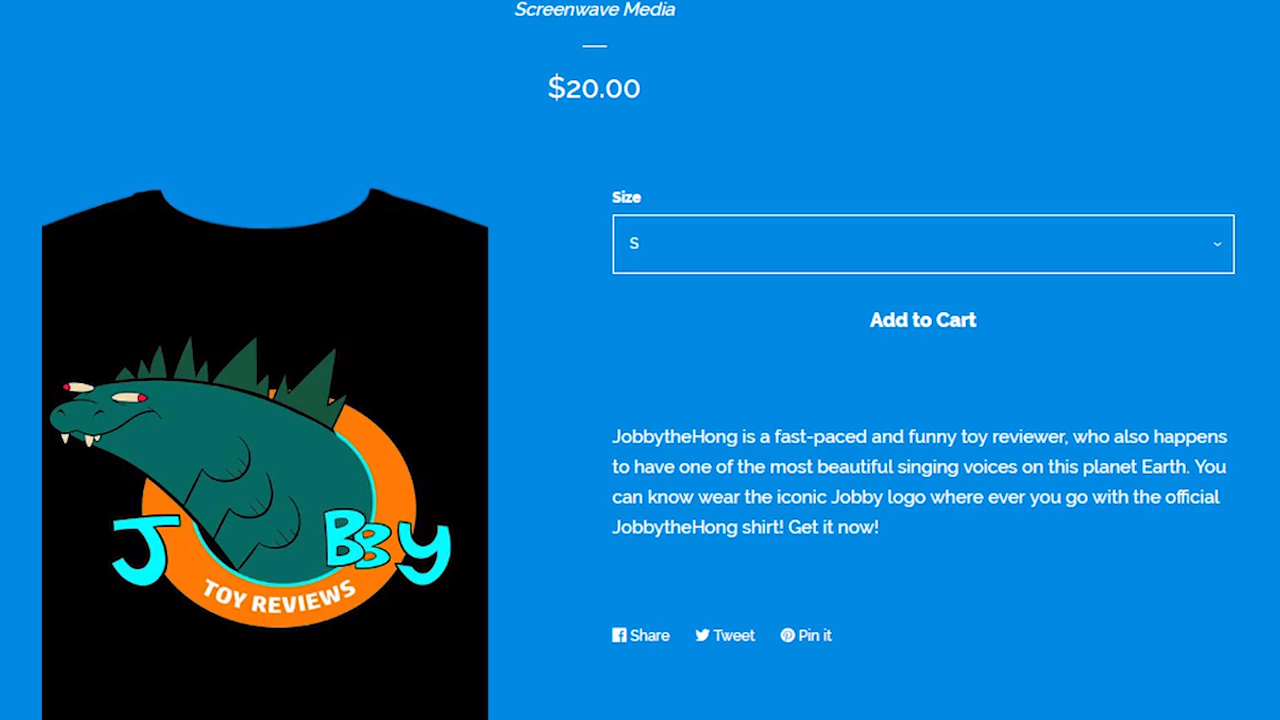 Screenwave Media
$20.00
Size
S
Add to Cart
JobbytheHong is a fast-paced and funny toy reviewer, who also happens
to have one of the most beautiful singing voices on this planet Earth. You
can know wear the iconic Jobby logo where ever you go with the official
JobbytheHong shirt! Get it now!
Share Tweet Pin it
JoBBy
TOY REVIEWS